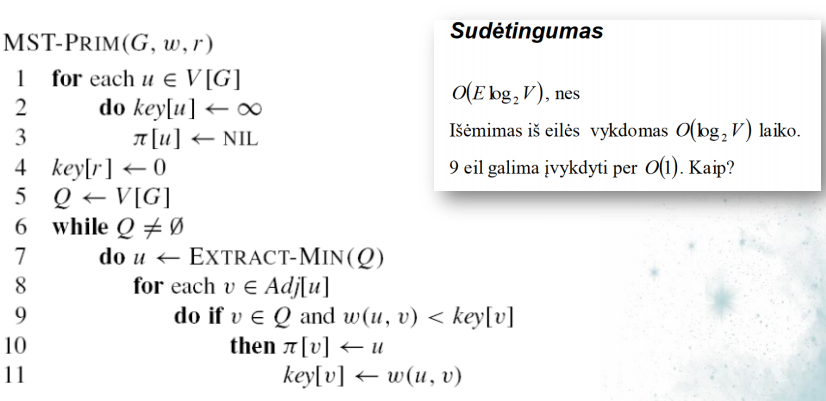 MST-PRIM(G, w, r)
1 for each u ∈ V[G]
2 do key[u] ← ∞
3 π[u] ← NIL
4 key[r] ← 0
5 Q ← V[G]
6 while Q ≠ Ø
7 do u ← EXTRACT-MIN(Q)
8 for each v ∈ Adj[u]
9 do if v ∈ Q and w(u, v) < key[v]
10 then π[v] ← u
11 key[v] ← w(u, v)
Sudėtingumas
O(E log₂ V), nes
Išėmimas iš eilės vykdomas O(log₂ V) laiko.
9 eil galima įvykdyti per O(1). Kaip?